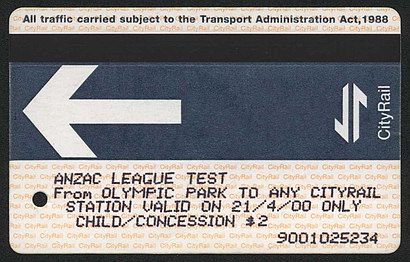 All traffic carried subject to the Transport Administration Act,1988
CityRail
ANZAC LEAGUE TEST
From OLYMPIC PARK TO ANY CITYRAIL
STATION VALID ON 21/4/00 ONLY
CHILD/CONCESSION $2
9001025234